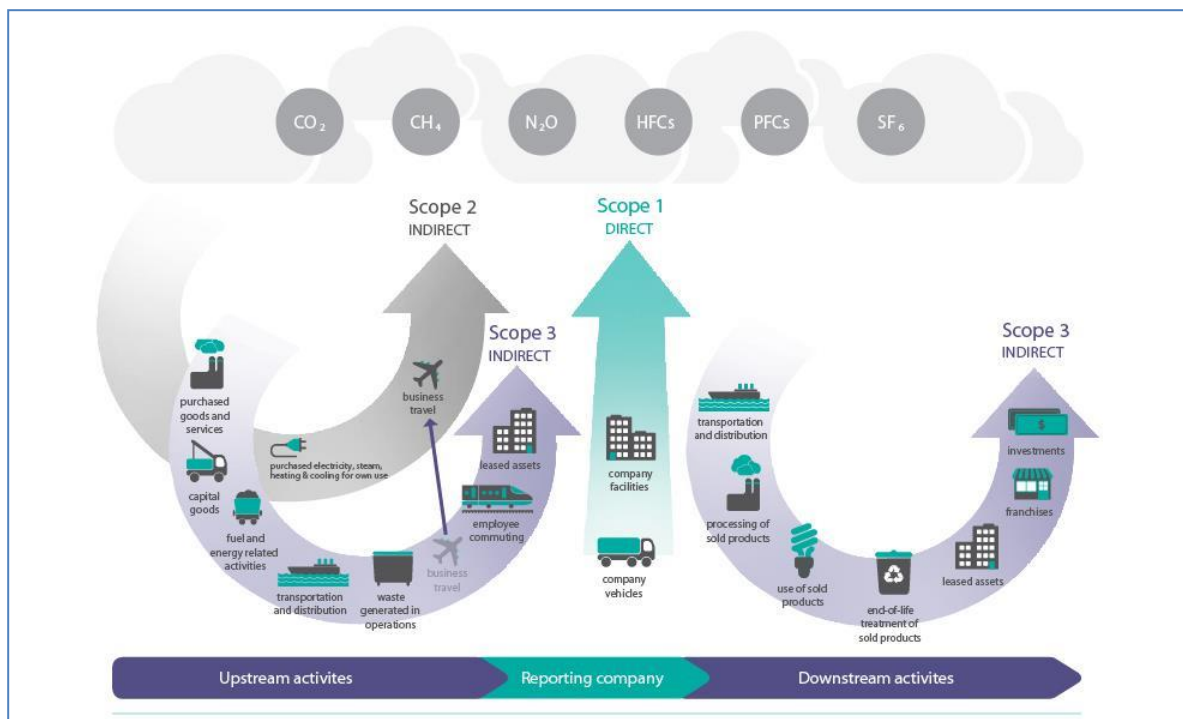 CO₂
CH₄
N₂O
HFCs
PFCs
SF₆
Scope 2
INDIRECT
Scope 1
DIRECT
Scope 3
INDIRECT
Scope 3
INDIRECT
purchased
goods and
services
business
travel
purchased electricity, steam,
heating & cooling for own use
leased assets
capital
goods
employee
commuting
fuel and
energy related
activities
business
travel
transportation
and distribution
waste
generated in
operations
company
facilities
company
vehicles
transportation
and distribution
$
investments
processing of
sold products
franchises
use of sold
products
leased assets
end-of-life
treatment of
sold products
Upstream activites
Reporting company
Downstream activites